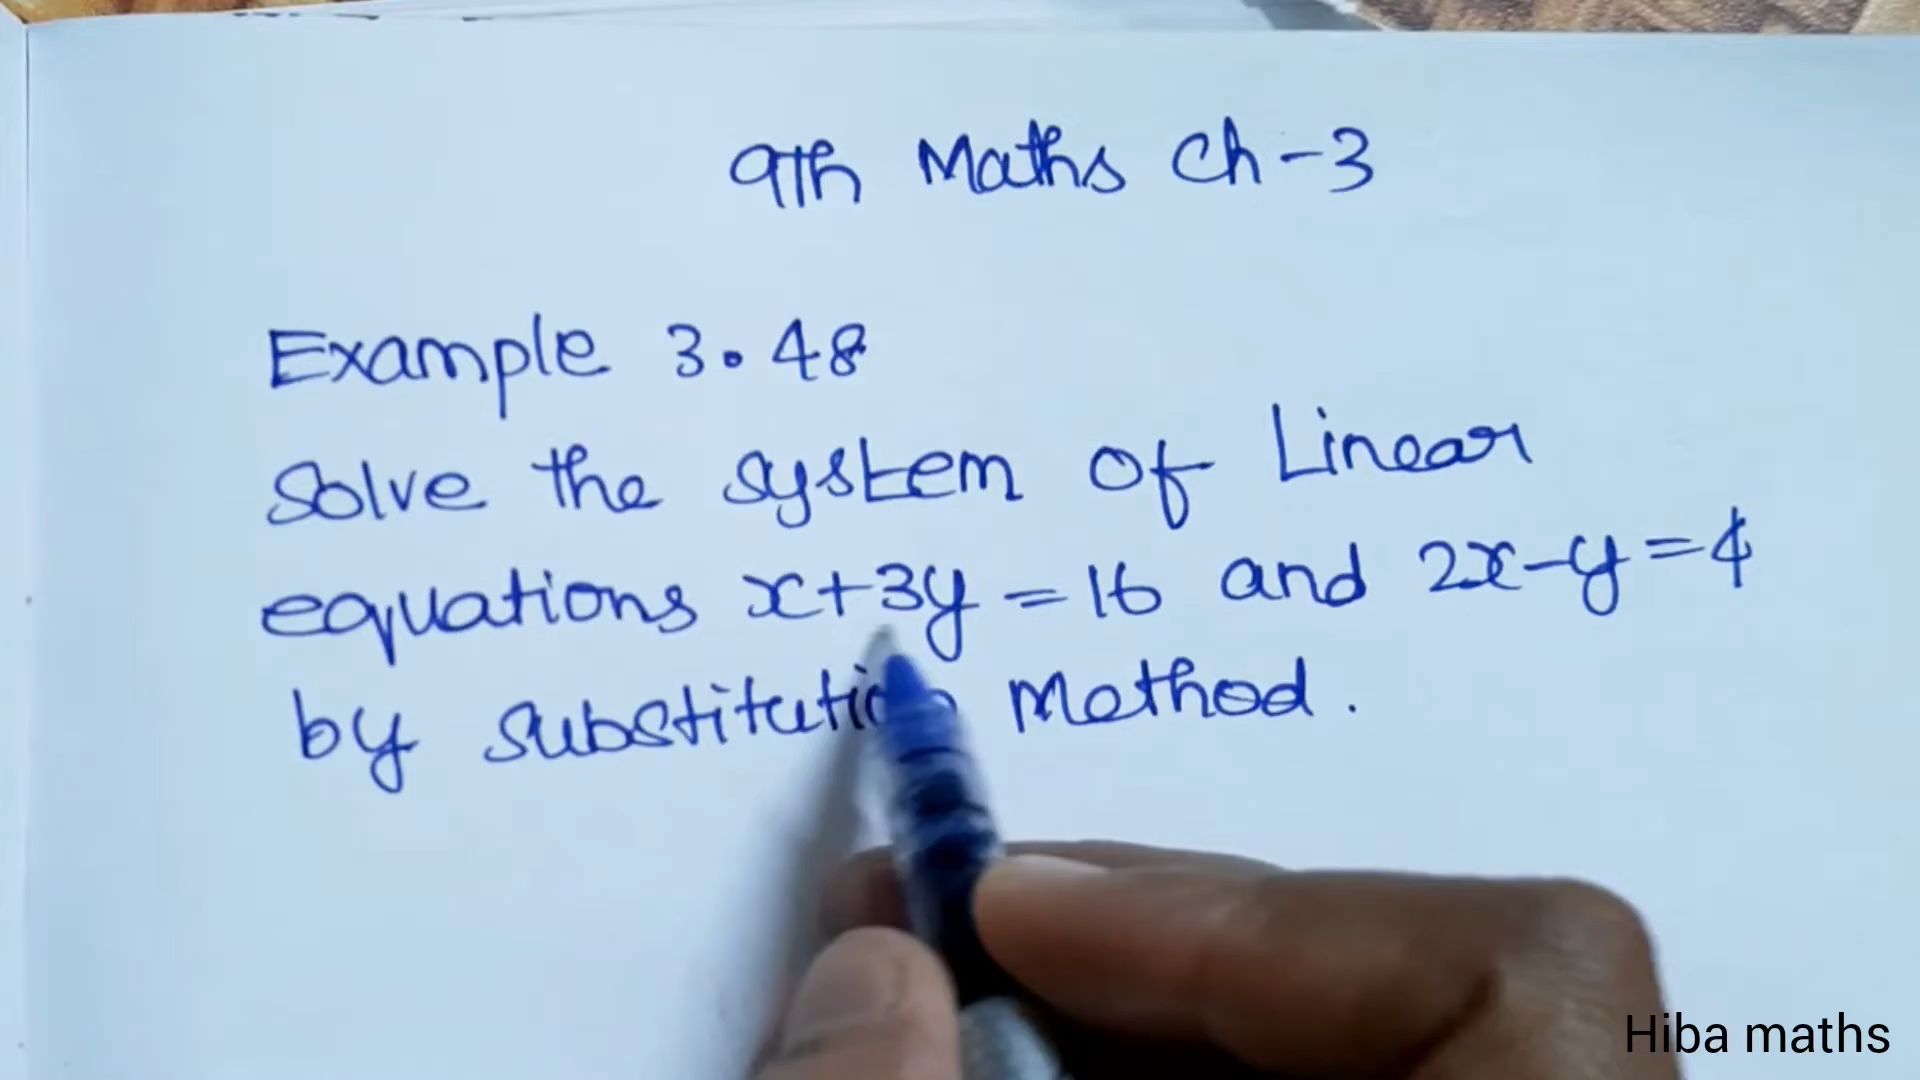 9Th Maths Ch-3
Example 3.48
Solve the system of Linear
equations x+3y=16 and 2x-y=4
by method.
Hiba maths